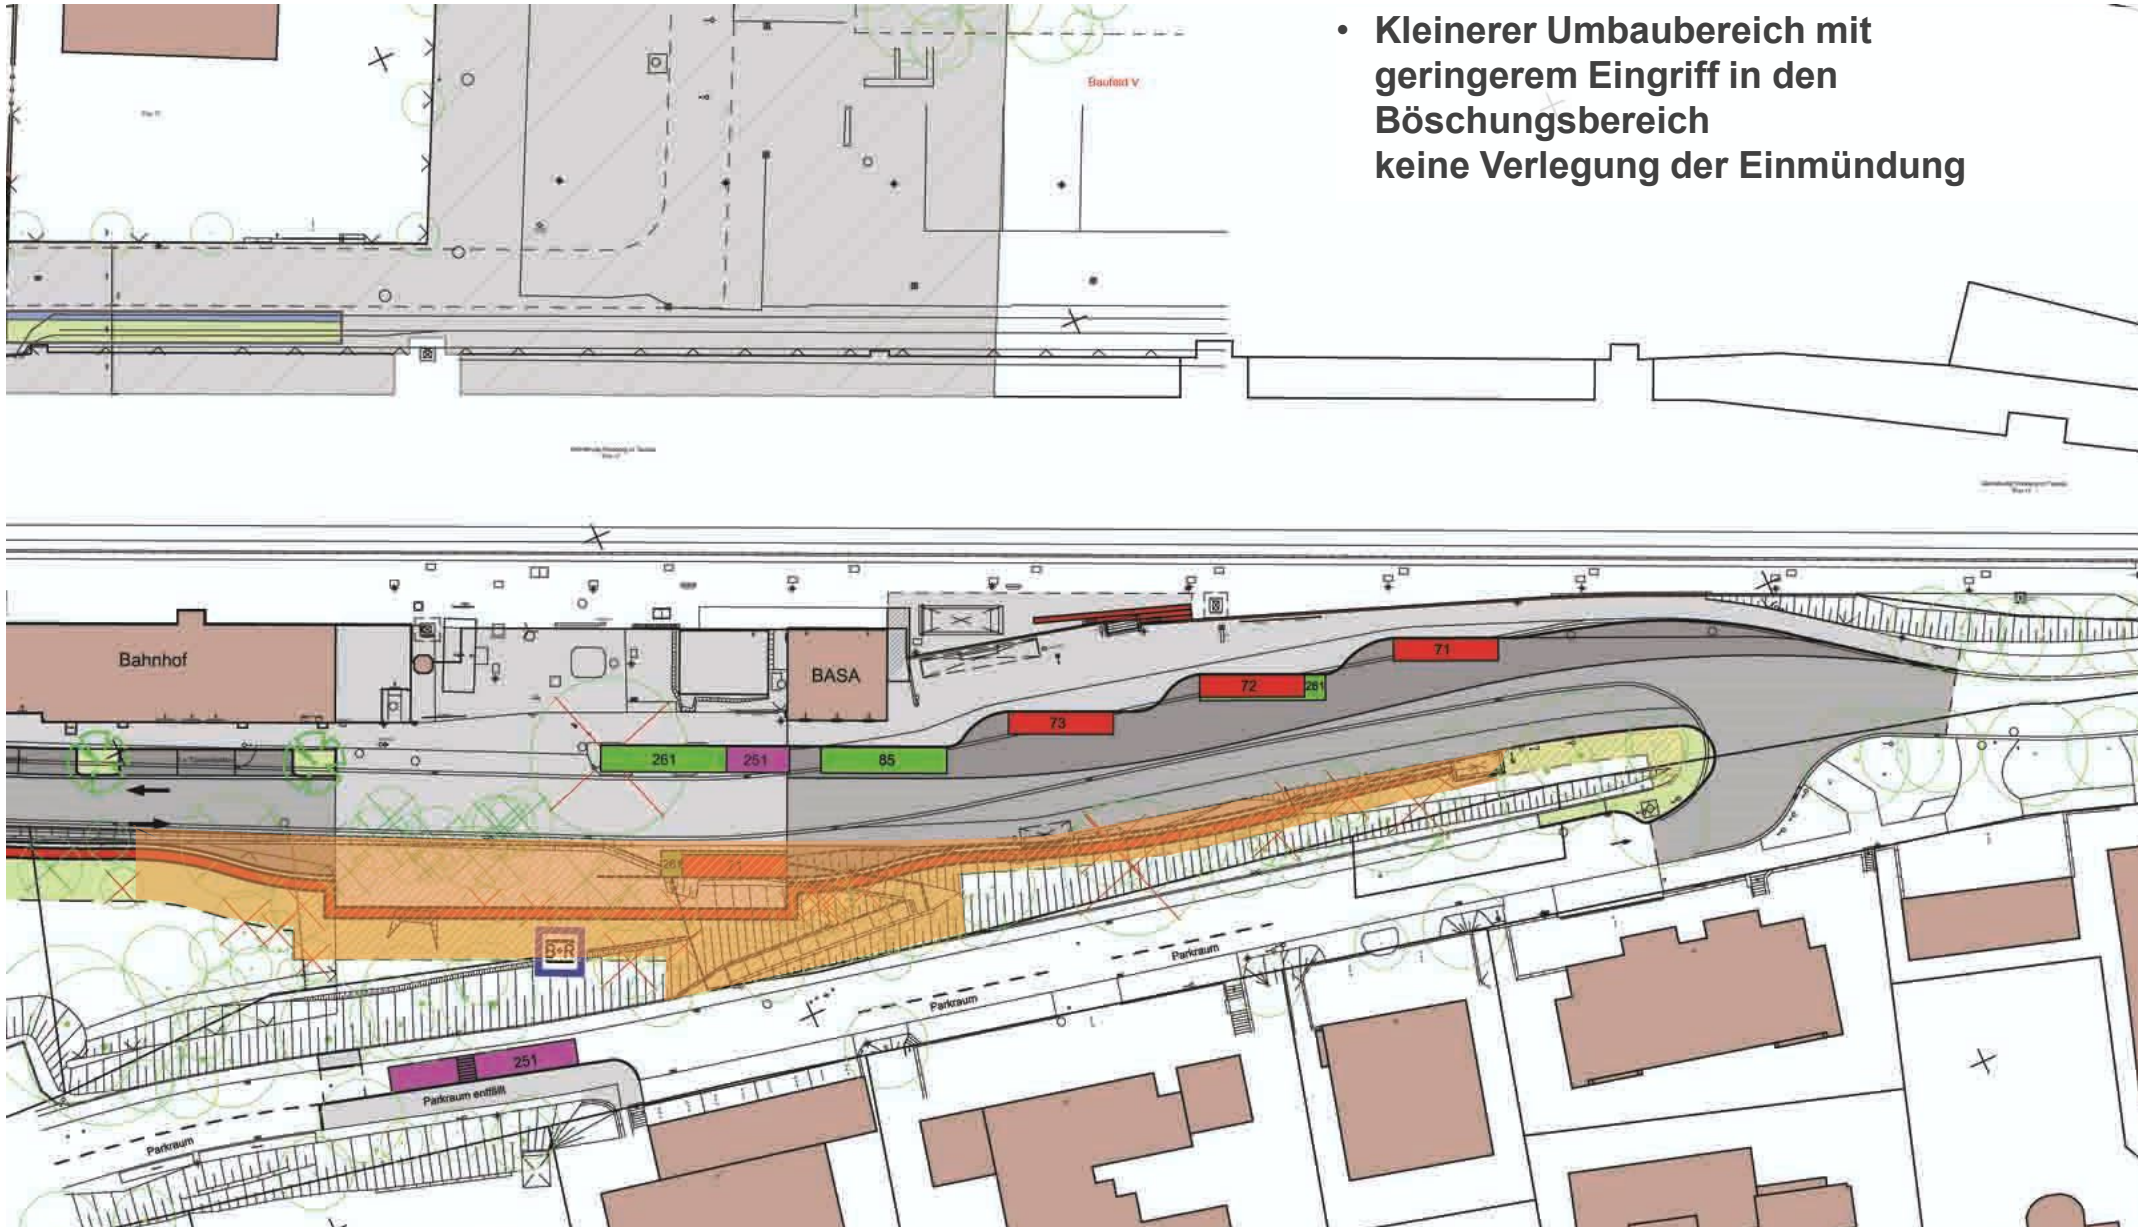 • Kleinerer Umbaubereich mit
geringerem Eingriff in den
Böschungsbereich
keine Verlegung der Einmündung
Baufeld V
Bahnhof
BASA
71
72
261
73
261
251
85
261
B+R
Parkraum
Parkraum
251
Parkraum entfällt
Parkraum